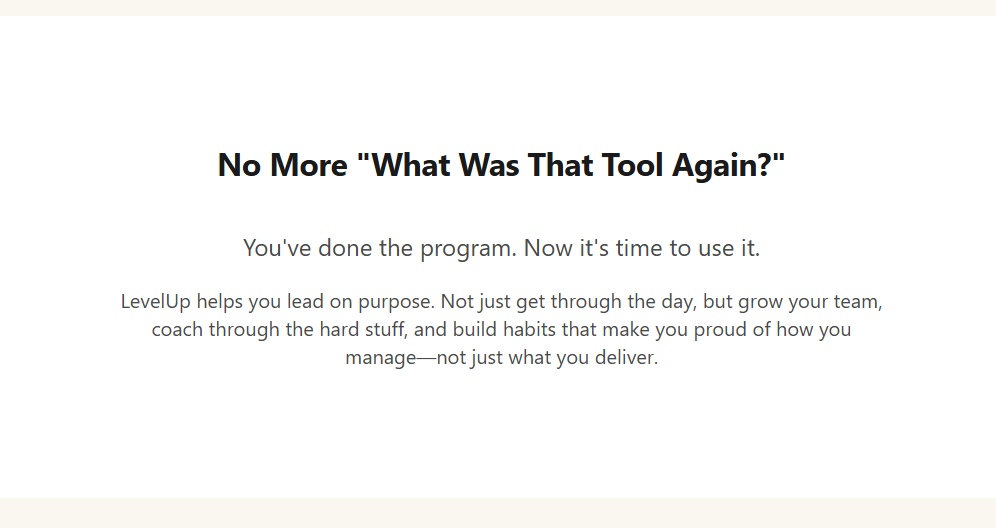 No More "What Was That Tool Again?"
You've done the program. Now it's time to use it.
LevelUp helps you lead on purpose. Not just get through the day, but grow your team,
coach through the hard stuff, and build habits that make you proud of how you
manage—not just what you deliver.